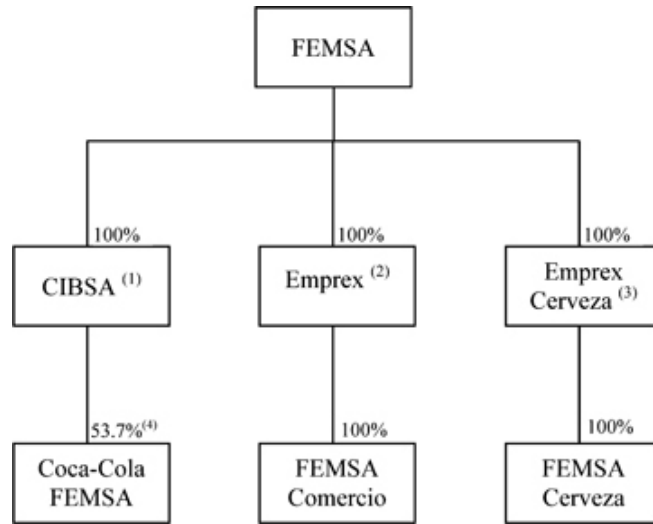 FEMSA
100%
100%
100%
CIBSA (1)
Emprex (2)
Emprex
Cerveza (3)
53.7%(4)
100%
100%
Coca-Cola
FEMSA
FEMSA
Comercio
FEMSA
Cerveza